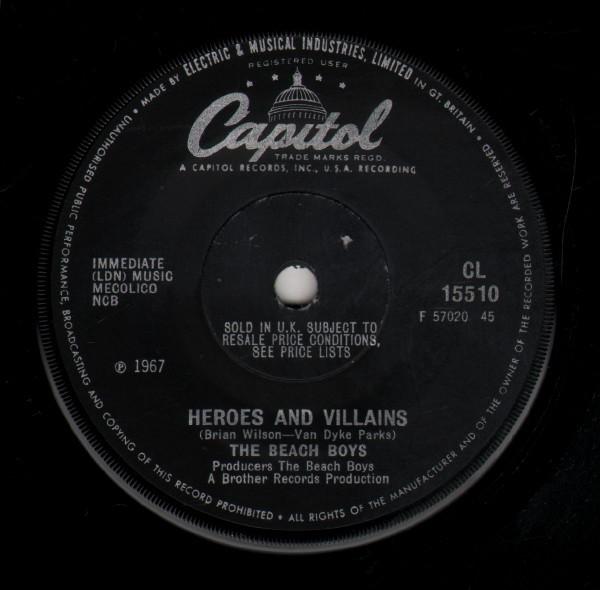 • MADE BY ELECTRIC & MUSICAL INDUSTRIES, LIMITED IN GT. BRITAIN •
REGISTERED USER
Capitol
TRADE MARKS REGD.
A CAPITOL RECORDS, INC., U.S.A. RECORDING
IMMEDIATE
(LDN) MUSIC
MECOLICO
NCB
CL
15510
F 57020 45
SOLD IN U.K. SUBJECT TO
RESALE PRICE CONDITIONS,
SEE PRICE LISTS
℗ 1967
HEROES AND VILLAINS
(Brian Wilson—Van Dyke Parks)
THE BEACH BOYS
Producers The Beach Boys
A Brother Records Production
UNAUTHORISED PUBLIC PERFORMANCE, BROADCASTING AND COPYING OF THIS RECORD PROHIBITED • ALL RIGHTS OF THE MANUFACTURER AND OF THE OWNER OF THE RECORDED WORK ARE RESERVED